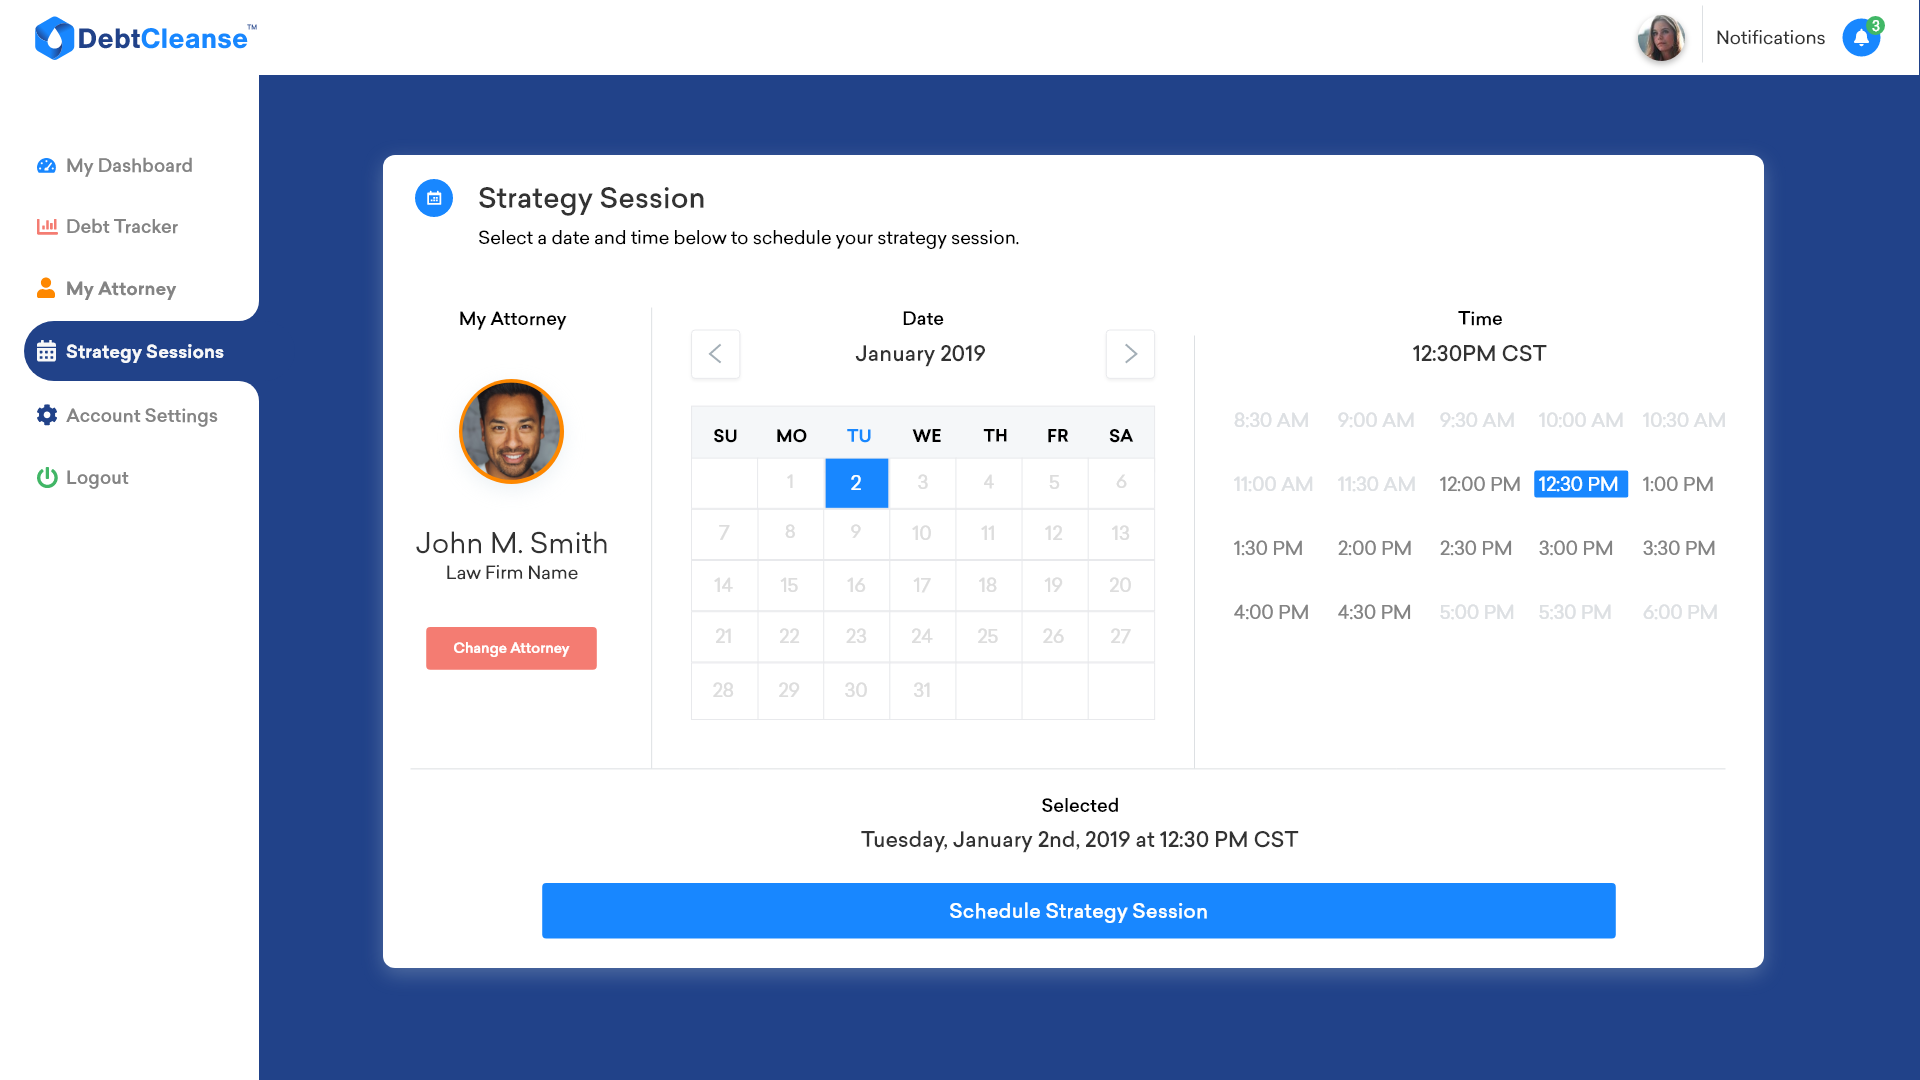 DebtCleanse™
Notifications
3
My Dashboard
Debt Tracker
My Attorney
Strategy Sessions
Account Settings
Logout
Strategy Session
Select a date and time below to schedule your strategy session.
My Attorney
John M. Smith
Law Firm Name
Change Attorney
Date
January 2019
SU MO TU WE TH FR SA
1 2 3 4 5 6
7 8 9 10 11 12 13
14 15 16 17 18 19 20
21 22 23 24 25 26 27
28 29 30 31
Time
12:30PM CST
8:30 AM 9:00 AM 9:30 AM 10:00 AM 10:30 AM
11:00 AM 11:30 AM 12:00 PM 12:30 PM 1:00 PM
1:30 PM 2:00 PM 2:30 PM 3:00 PM 3:30 PM
4:00 PM 4:30 PM 5:00 PM 5:30 PM 6:00 PM
Selected
Tuesday, January 2nd, 2019 at 12:30 PM CST
Schedule Strategy Session